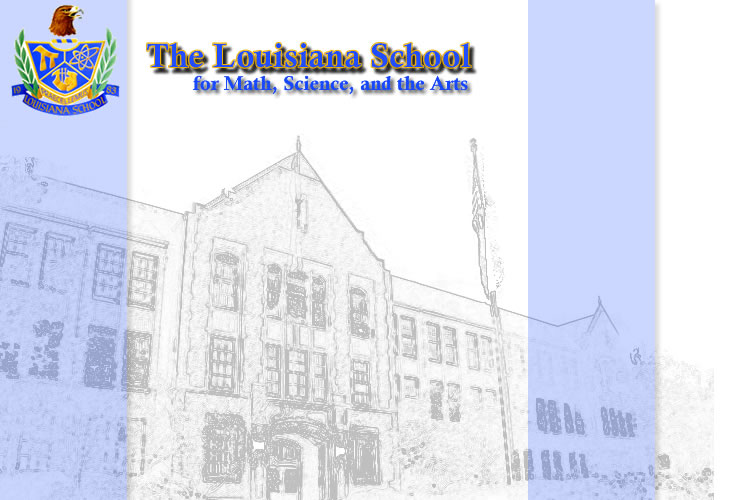 The Louisiana School
for Math, Science, and the Arts
19 83
LOUISIANA SCHOOL